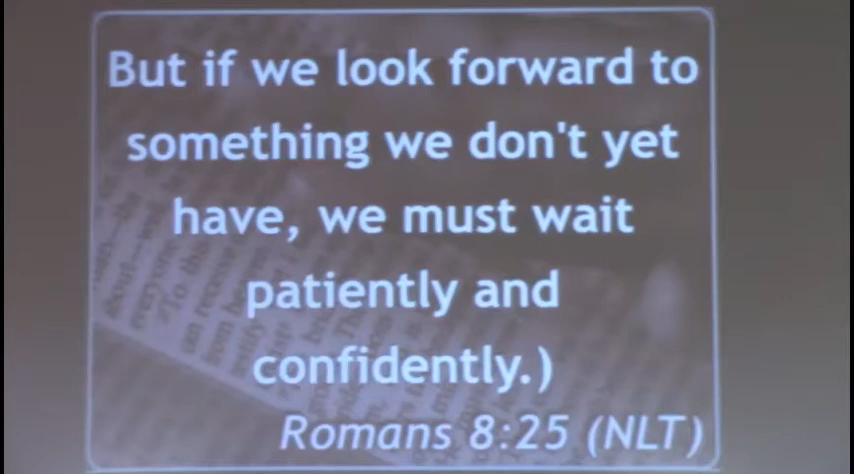 But if we look forward to
something we don't yet
have, we must wait
patiently and
confidently.)
Romans 8:25 (NLT)